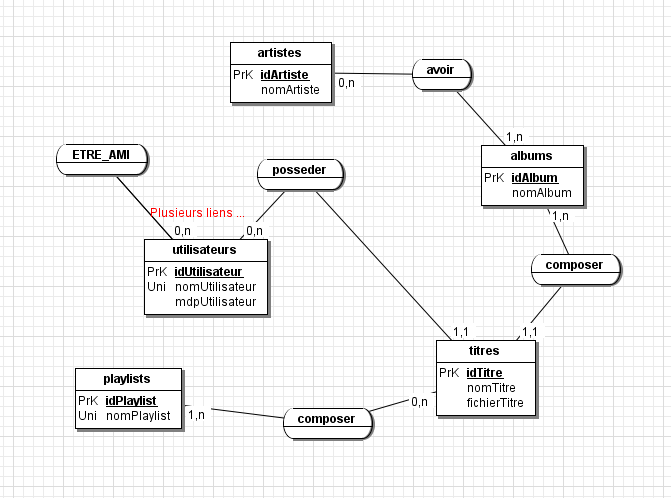 artistes
PrK idArtiste
nomArtiste
0,n
avoir
1,n
albums
PrK idAlbum
nomAlbum
1,n
ETRE_AMI
posseder
Plusieurs liens ...
0,n
0,n
utilisateurs
PrK idUtilisateur
Uni nomUtilisateur
mdpUtilisateur
composer
1,1
1,1
titres
PrK idTitre
nomTitre
fichierTitre
0,n
playlists
PrK idPlaylist
Uni nomPlaylist
1,n
composer